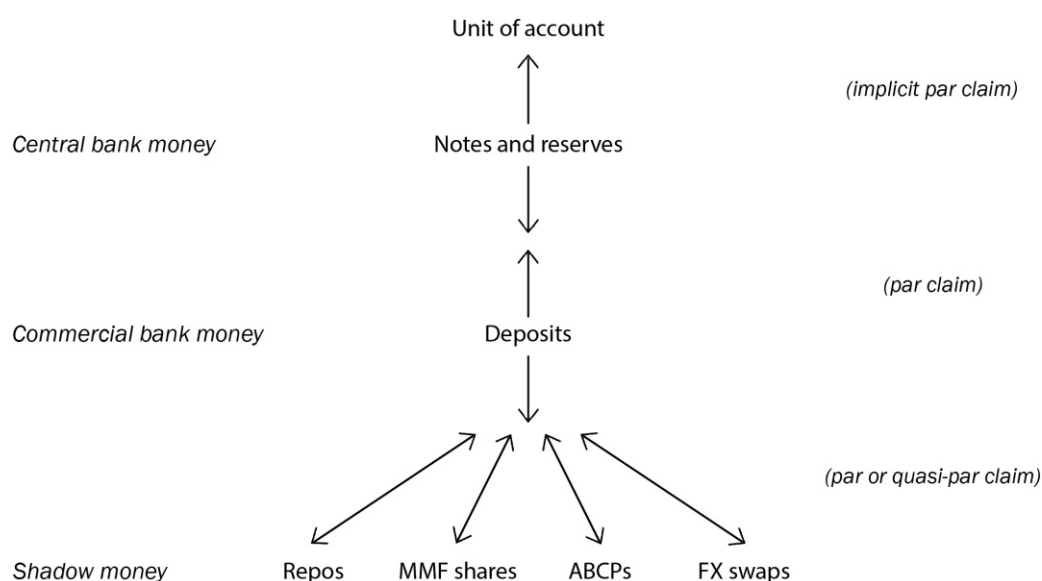 Unit of account
(implicit par claim)
Central bank money Notes and reserves
(par claim)
Commercial bank money Deposits
(par or quasi-par claim)
Shadow money Repos MMF shares ABCPs FX swaps